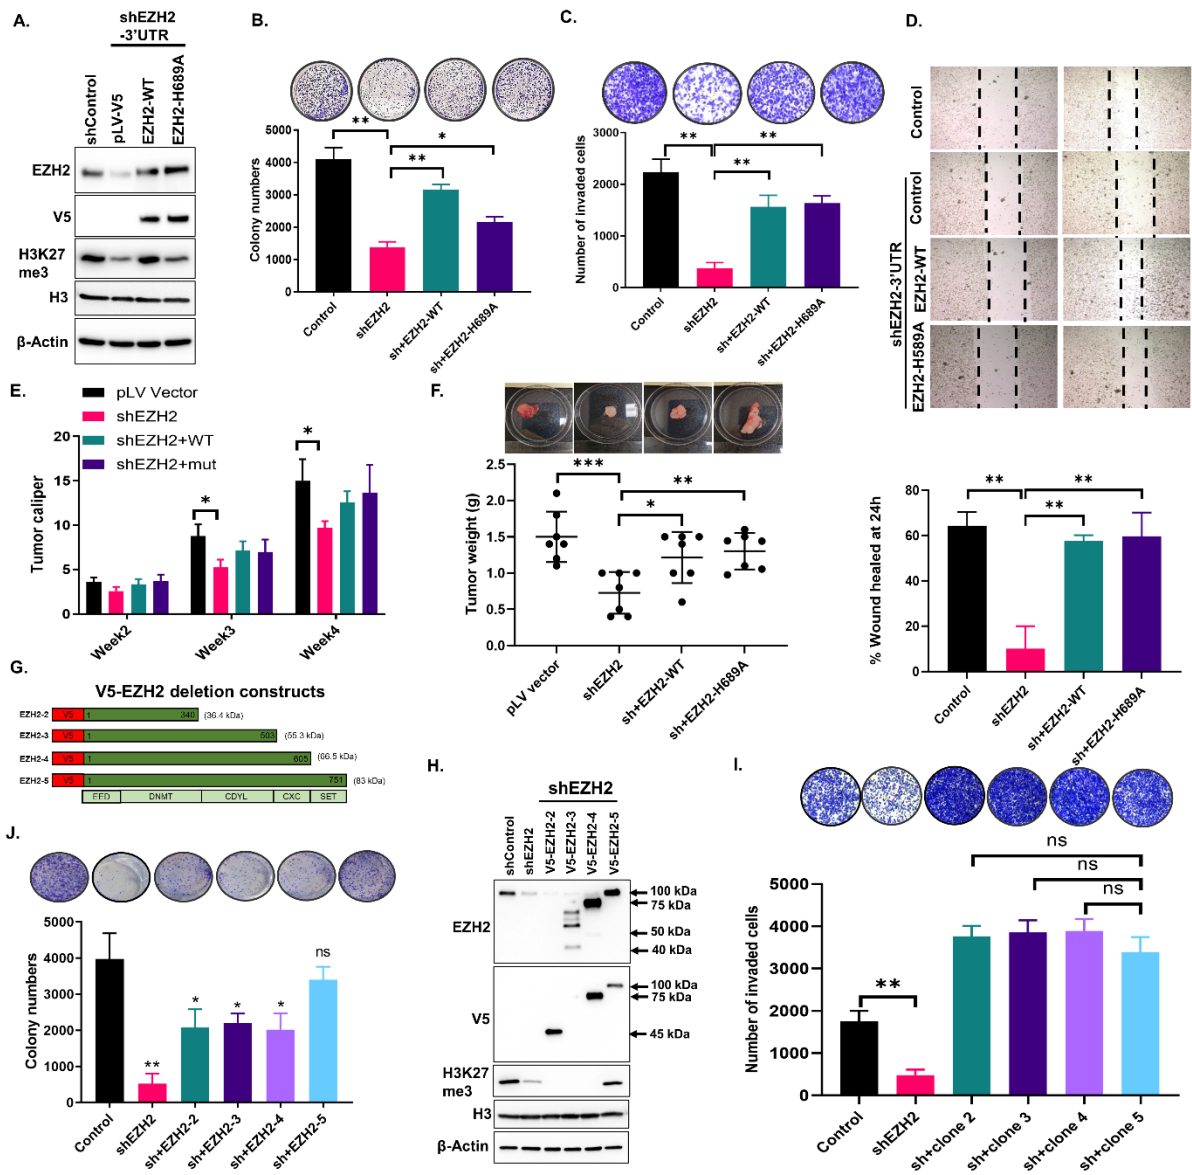 A.
shEZH2
-3'UTR
shControl
pLV-V5
EZH2-WT
EZH2-H689A
EZH2
V5
H3K27
me3
H3
β-Actin
B.
Colony numbers
5000
4000
3000
2000
1000
0
**
*
**
Control
shEZH2
sh+EZH2-WT
sh+EZH2-H689A
C.
Number of invaded cells
3000
2000
1000
0
**
**
**
Control
shEZH2
sh+EZH2-WT
sh+EZH2-H689A
D.
Control
Control
EZH2-WT
EZH2-H589A
shEZH2-3'UTR
% Wound healed at 24h
80
60
40
20
0
**
**
**
Control
shEZH2
sh+EZH2-WT
sh+EZH2-H689A
E.
pLV Vector
shEZH2
shEZH2+WT
shEZH2+mut
Tumor caliper
20
15
10
5
0
*
*
Week2
Week3
Week4
F.
Tumor weight (g)
2.5
2.0
1.5
1.0
0.5
0.0
***
**
*
pLV vector
shEZH2
sh+EZH2-WT
sh+EZH2-H689A
G.
V5-EZH2 deletion constructs
EZH2-2 V5 1 340 (36.4 kDa)
EZH2-3 V5 1 503 (55.3 kDa)
EZH2-4 V5 1 605 (66.5 kDa)
EZH2-5 V5 1 751 (83 kDa)
EED DNMT CDYL CXC SET
H.
shEZH2
shControl
shEZH2
V5-EZH2-2
V5-EZH2-3
V5-EZH2-4
V5-EZH2-5
EZH2
100 kDa
75 kDa
50 kDa
40 kDa
V5
100 kDa
75 kDa
45 kDa
H3K27
me3
H3
β-Actin
I.
Number of invaded cells
5000
4000
3000
2000
1000
0
**
ns
ns
ns
Control
shEZH2
sh+clone 2
sh+clone 3
sh+clone 4
sh+clone 5
J.
Colony numbers
5000
4000
3000
2000
1000
0
**
*
*
*
ns
Control
shEZH2
sh+EZH2-2
sh+EZH2-3
sh+EZH2-4
sh+EZH2-5